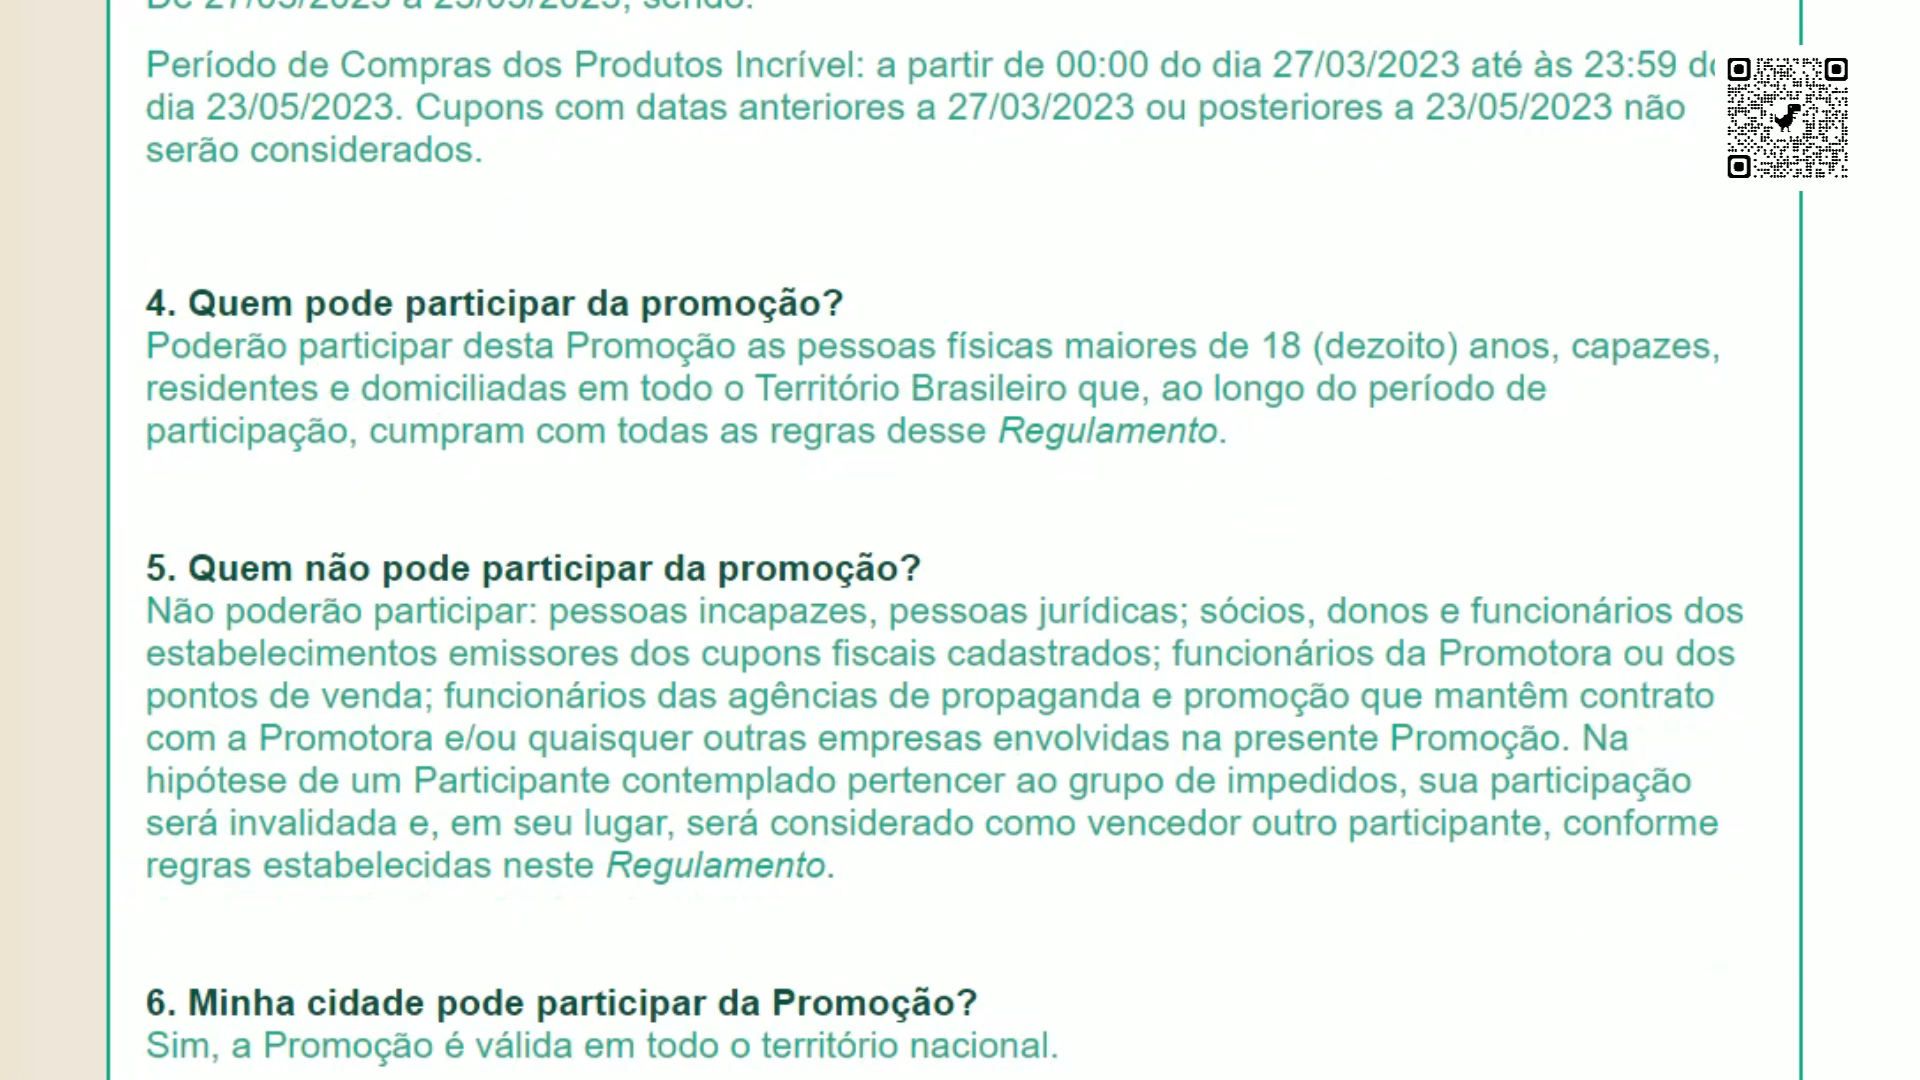 De 27/03/2023 a 23/05/2023, sendo:
Período de Compras dos Produtos Incrível: a partir de 00:00 do dia 27/03/2023 até às 23:59 do
dia 23/05/2023. Cupons com datas anteriores a 27/03/2023 ou posteriores a 23/05/2023 não
serão considerados.
4. Quem pode participar da promoção?
Poderão participar desta Promoção as pessoas físicas maiores de 18 (dezoito) anos, capazes,
residentes e domiciliadas em todo o Território Brasileiro que, ao longo do período de
participação, cumpram com todas as regras desse Regulamento.
5. Quem não pode participar da promoção?
Não poderão participar: pessoas incapazes, pessoas jurídicas; sócios, donos e funcionários dos
estabelecimentos emissores dos cupons fiscais cadastrados; funcionários da Promotora ou dos
pontos de venda; funcionários das agências de propaganda e promoção que mantêm contrato
com a Promotora e/ou quaisquer outras empresas envolvidas na presente Promoção. Na
hipótese de um Participante contemplado pertencer ao grupo de impedidos, sua participação
será invalidada e, em seu lugar, será considerado como vencedor outro participante, conforme
regras estabelecidas neste Regulamento.
6. Minha cidade pode participar da Promoção?
Sim, a Promoção é válida em todo o território nacional.